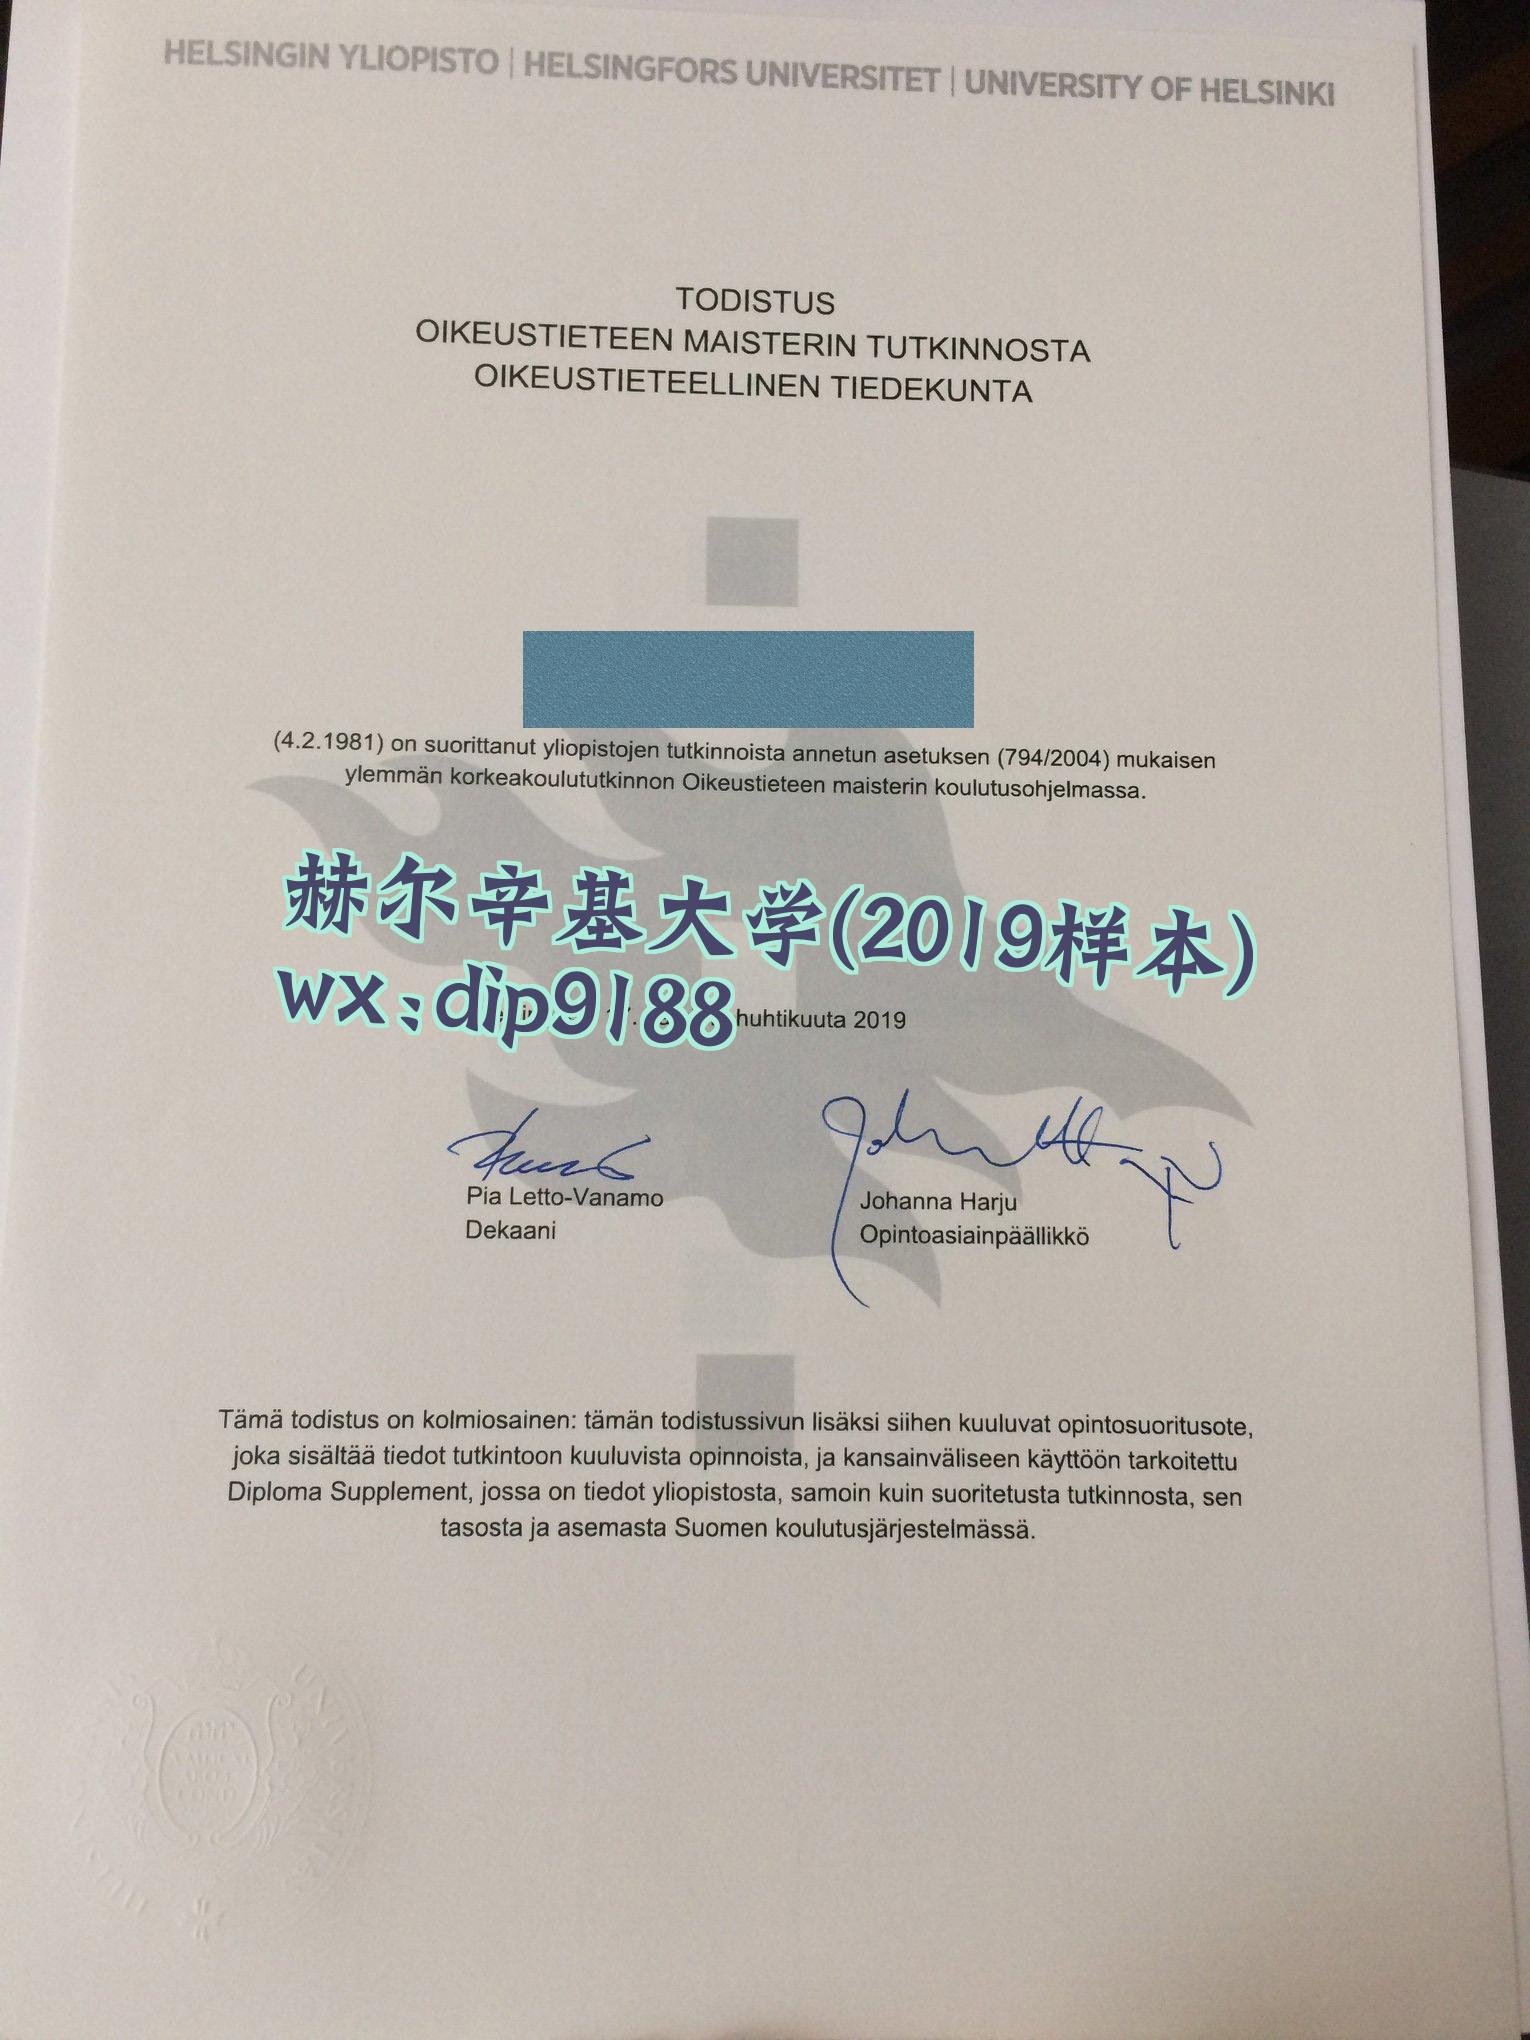 HELSINGIN YLIOPISTO | HELSINGFORS UNIVERSITET | UNIVERSITY OF HELSINKI
TODISTUS
OIKEUSTIETEEN MAISTERIN TUTKINNOSTA
OIKEUSTIETEELLINEN TIEDEKUNTA
(4.2.1981) on suorittanut yliopistojen tutkinnoista annetun asetuksen (794/2004) mukaisen
ylemmän korkeakoulututkinnon Oikeustieteen maisterin koulutusohjelmassa.
赫尔辛基大学(2019样本)
wx:dip9188
huhtikuuta 2019
Pia Letto-Vanamo
Dekaani
Johanna Harju
Opintoasiainpäällikkö
Tämä todistus on kolmiosainen: tämän todistussivun lisäksi siihen kuuluvat opintosuoritusote,
joka sisältää tiedot tutkintoon kuuluvista opinnoista, ja kansainväliseen käyttöön tarkoitettu
Diploma Supplement, jossa on tiedot yliopistosta, samoin kuin suoritetusta tutkinnosta, sen
tasosta ja asemasta Suomen koulutusjärjestelmässä.